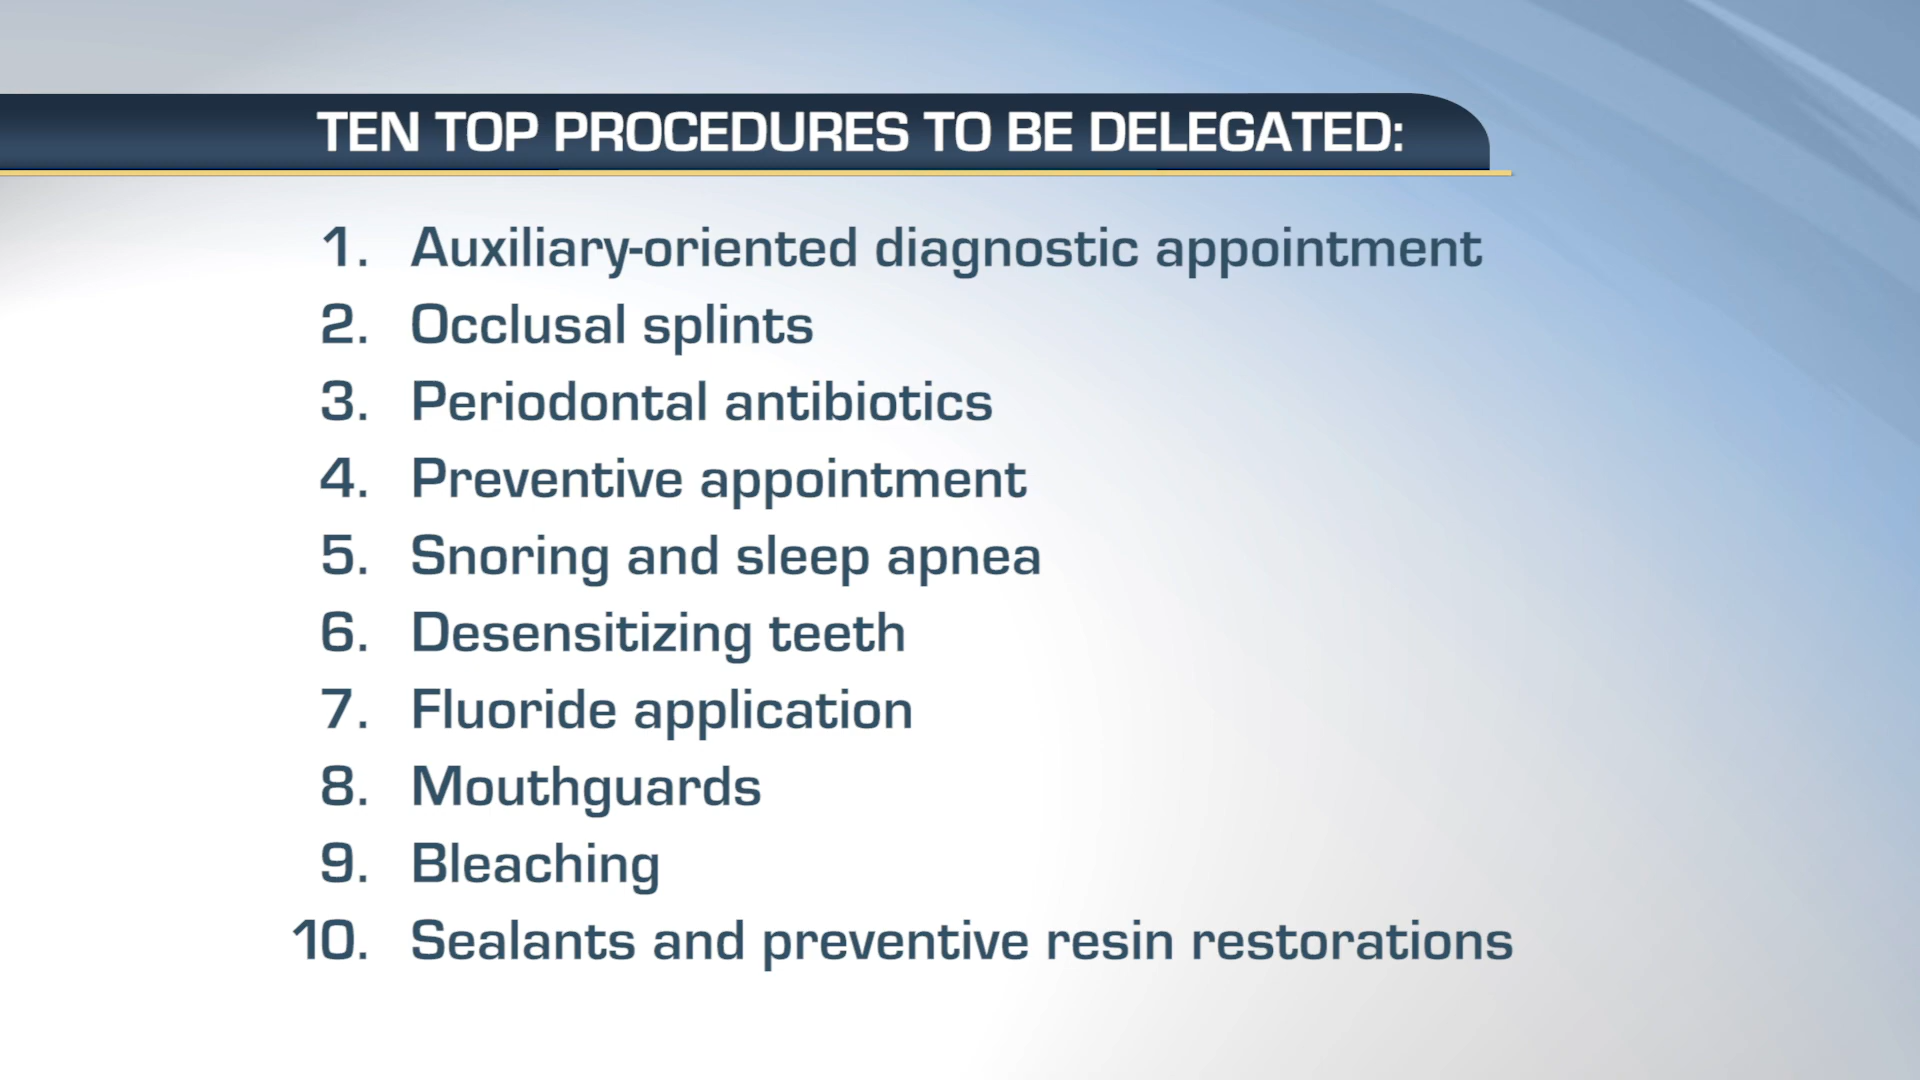 TEN TOP PROCEDURES TO BE DELEGATED:
1. Auxiliary-oriented diagnostic appointment
2. Occlusal splints
3. Periodontal antibiotics
4. Preventive appointment
5. Snoring and sleep apnea
6. Desensitizing teeth
7. Fluoride application
8. Mouthguards
9. Bleaching
10. Sealants and preventive resin restorations